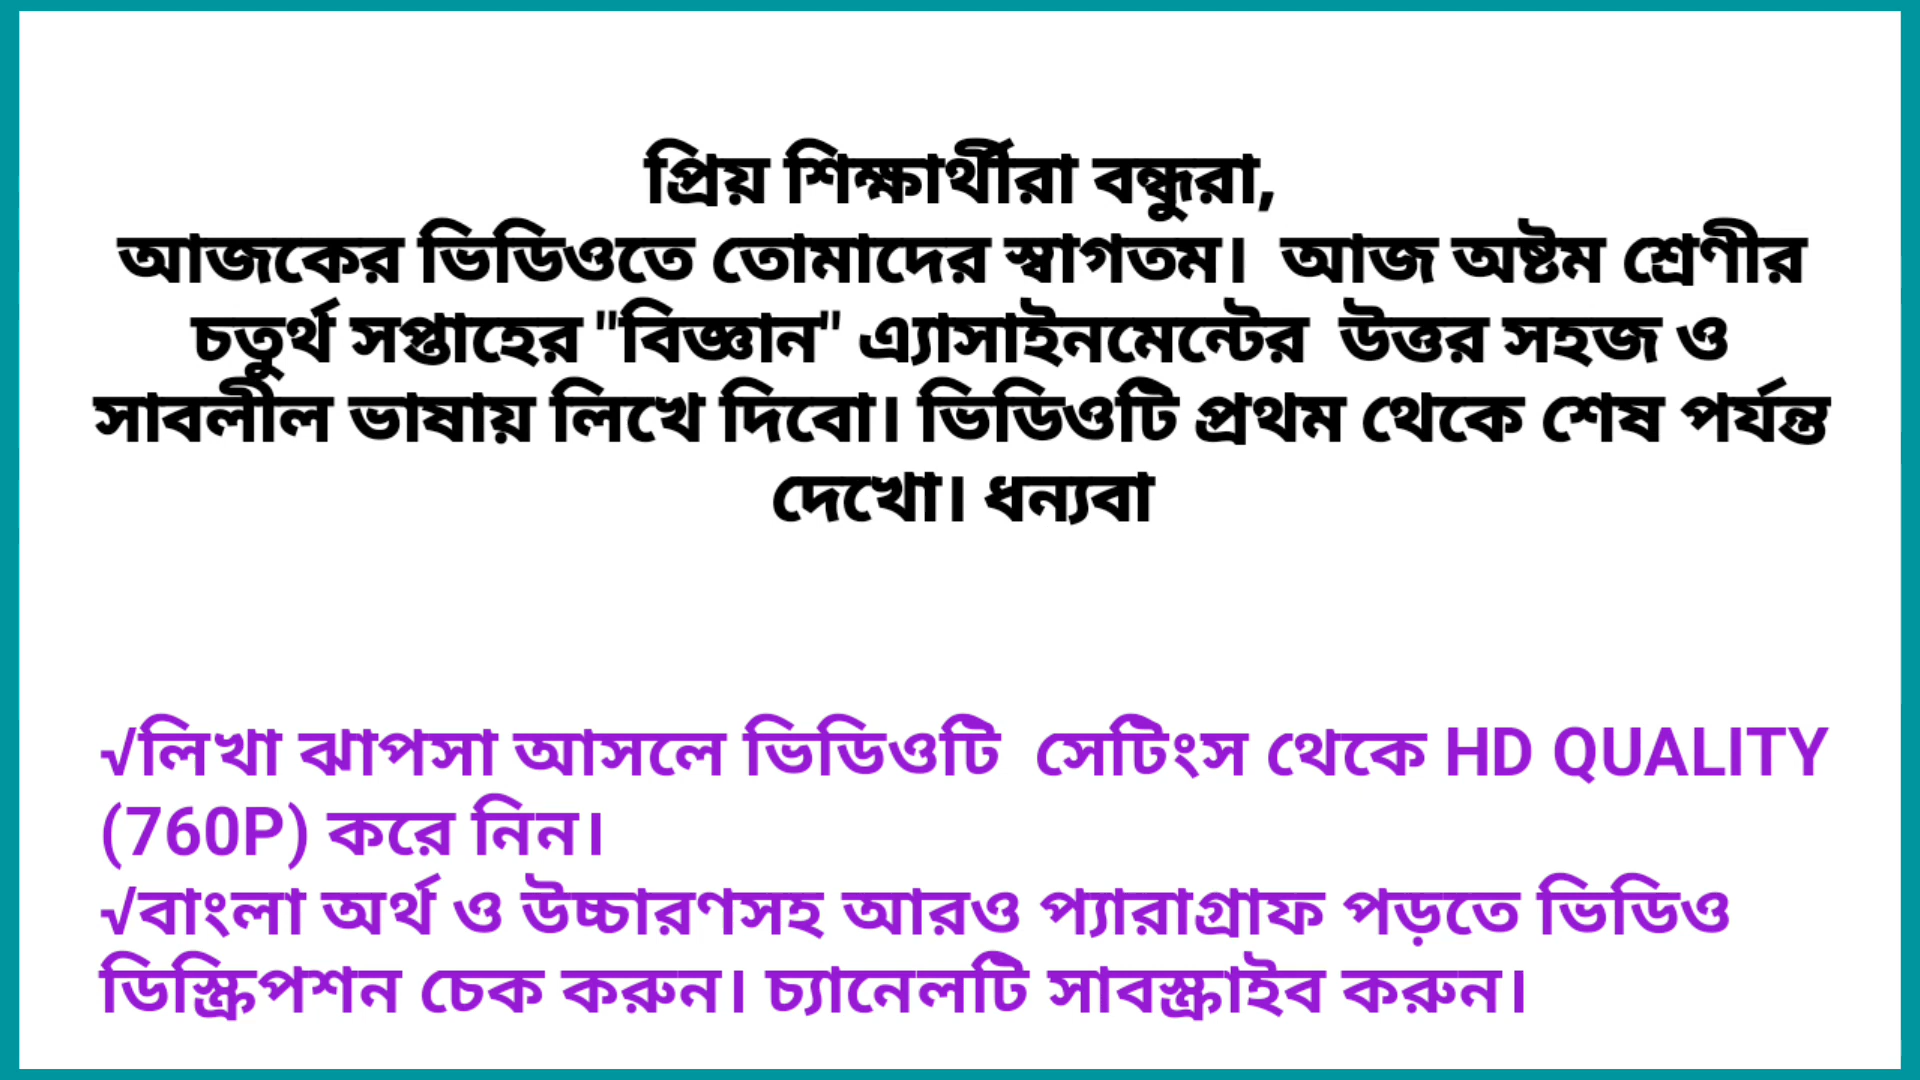 প্রিয় শিক্ষার্থীরা বন্ধুরা,
আজকের ভিডিওতে তোমাদের স্বাগতম।  আজ অষ্টম শ্রেণীর
চতুর্থ সপ্তাহের "বিজ্ঞান" এ্যাসাইনমেন্টের  উত্তর সহজ ও
সাবলীল ভাষায় লিখে দিবো। ভিডিওটি প্রথম থেকে শেষ পর্যন্ত
দেখো। ধন্যবা
√লিখা ঝাপসা আসলে ভিডিওটি  সেটিংস থেকে HD QUALITY
(760P) করে নিন।
√বাংলা অর্থ ও উচ্চারণসহ আরও প্যারাগ্রাফ পড়তে ভিডিও
ডিস্ক্রিপশন চেক করুন। চ্যানেলটি সাবস্ক্রাইব করুন।